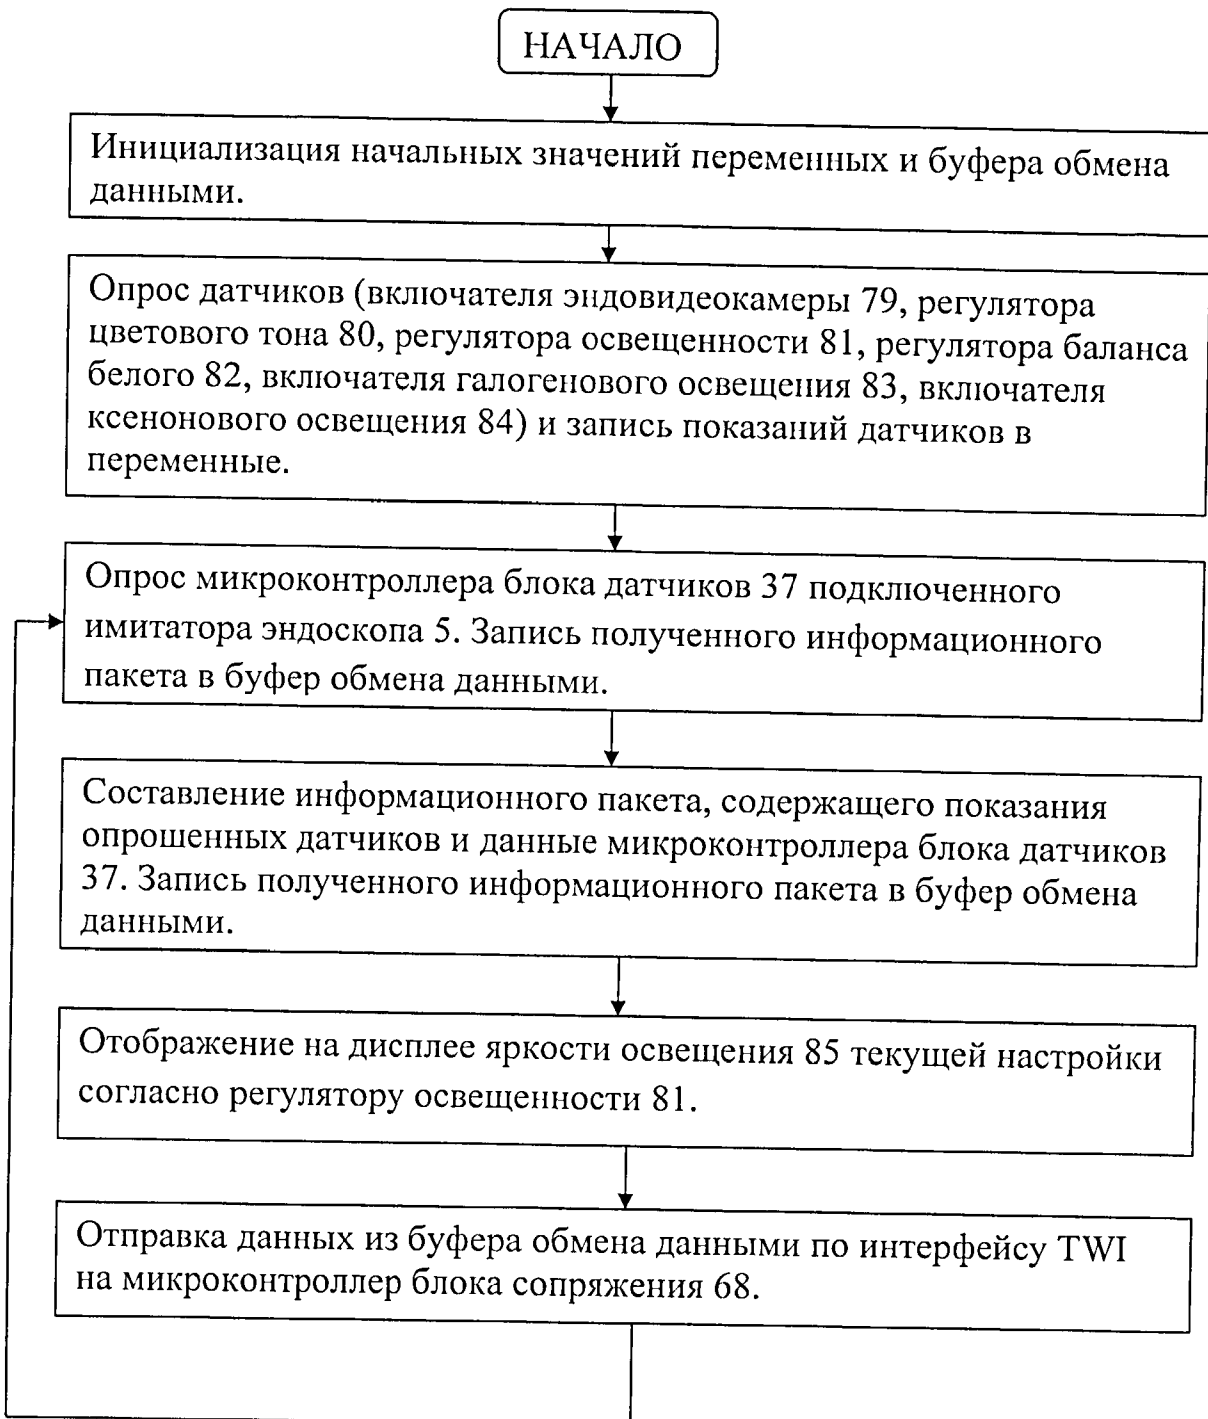 НАЧАЛО
Инициализация начальных значений переменных и буфера обмена
данными.
Опрос датчиков (включателя эндовидеокамеры 79, регулятора
цветового тона 80, регулятора освещенности 81, регулятора баланса
белого 82, включателя галогенового освещения 83, включателя
ксенонового освещения 84) и запись показаний датчиков в
переменные.
Опрос микроконтроллера блока датчиков 37 подключенного
имитатора эндоскопа 5. Запись полученного информационного
пакета в буфер обмена данными.
Составление информационного пакета, содержащего показания
опрошенных датчиков и данные микроконтроллера блока датчиков
37. Запись полученного информационного пакета в буфер обмена
данными.
Отображение на дисплее яркости освещения 85 текущей настройки
согласно регулятору освещенности 81.
Отправка данных из буфера обмена данными по интерфейсу TWI
на микроконтроллер блока сопряжения 68.